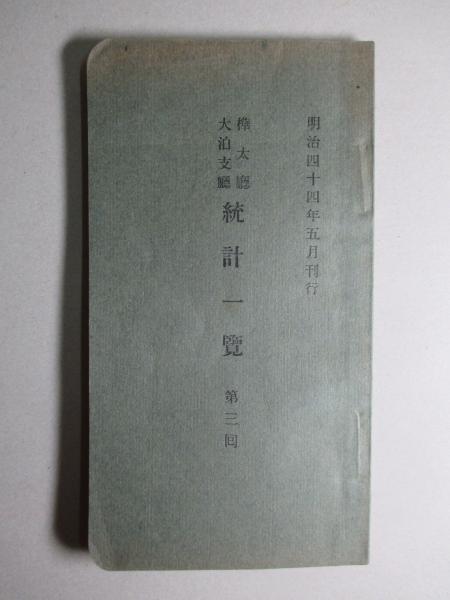 明治四十四年五月刊行
樺太廳
大泊支廳
統計一覽
第三回